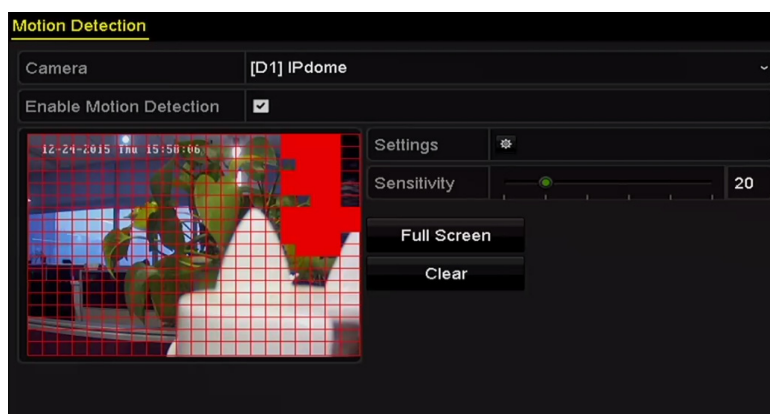 Motion Detection
Camera [D1] IPdome
Enable Motion Detection
12-24-2015 Thu 15:50:06
Settings
Sensitivity 20
Full Screen
Clear